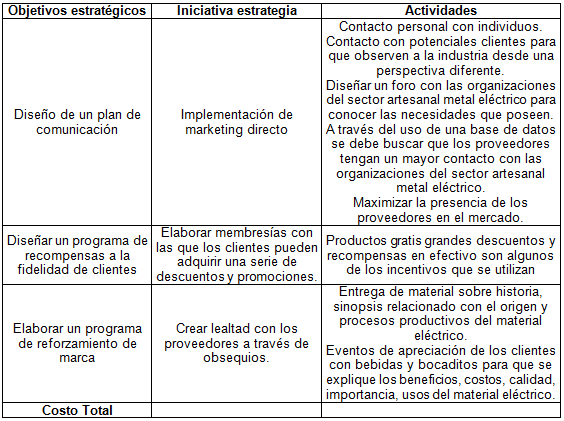 Objetivos estratégicos
Iniciativa estrategia
Actividades
Diseño de un plan de
comunicación
Implementación de
marketing directo
Contacto personal con individuos.
Contacto con potenciales clientes para
que observen a la industria desde una
perspectiva diferente.
Diseñar un foro con las organizaciones
del sector artesanal metal eléctrico para
conocer las necesidades que poseen.
A través del uso de una base de datos
se debe buscar que los proveedores
tengan un mayor contacto con las
organizaciones del sector artesanal
metal eléctrico.
Maximizar la presencia de los
proveedores en el mercado.
Diseñar un programa de
recompensas a la
fidelidad de clientes
Elaborar membresías con
las que los clientes pueden
adquirir una serie de
descuentos y promociones.
Productos gratis grandes descuentos y
recompensas en efectivo son algunos
de los incentivos que se utilizan
Elaborar un programa
de reforzamiento de
marca
Crear lealtad con los
proveedores a través de
obsequios.
Entrega de material sobre historia,
sinopsis relacionado con el origen y
procesos productivos del material
eléctrico.
Eventos de apreciación de los clientes
con bebidas y bocaditos para que se
explique los beneficios, costos, calidad,
importancia, usos del material eléctrico.
Costo Total